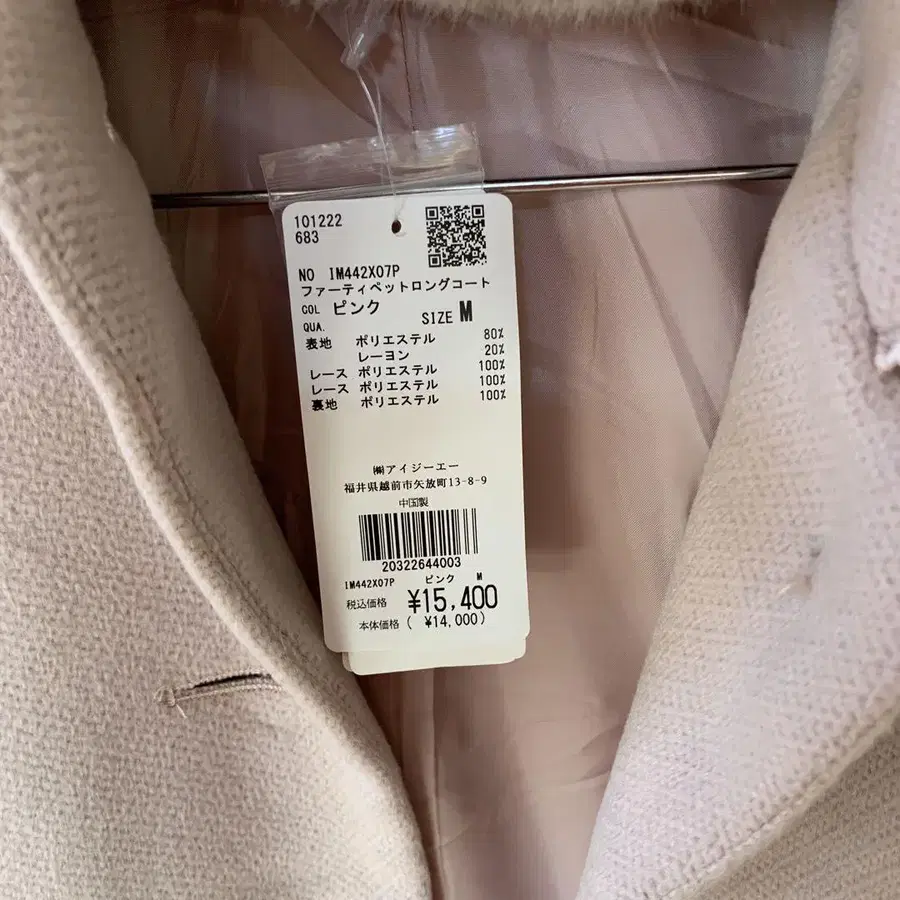 101222
683
NO IM442X07P
ファーティペットロングコート
COL ピンク
QUA. SIZE M
表地 ポリエステル 80%
レーヨン 20%
レース ポリエステル 100%
レース ポリエステル 100%
裏地 ポリエステル 100%
㈱アイジーエー
福井県越前市矢放町13-8-9
中国製
20322644003
IM442X07P ピンク M
税込価格 ¥15,400
本体価格 ( ¥14,000)